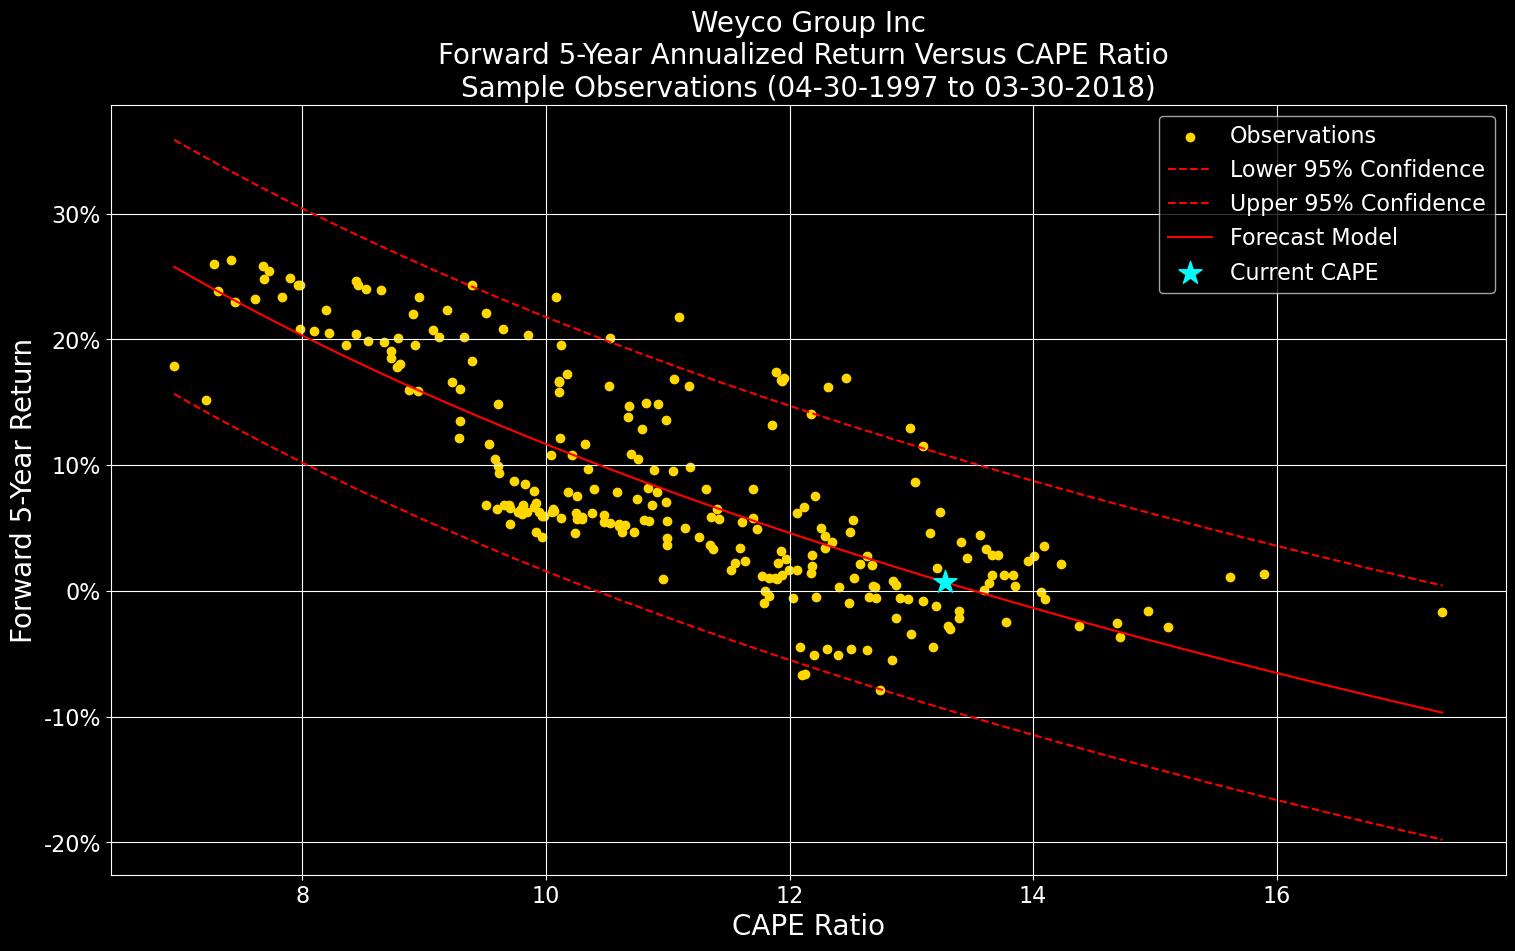 Weyco Group Inc
Forward 5-Year Annualized Return Versus CAPE Ratio
Sample Observations (04-30-1997 to 03-30-2018)
Observations
Lower 95% Confidence
Upper 95% Confidence
Forecast Model
Current CAPE
Forward 5-Year Return
30%
20%
10%
0%
-10%
-20%
8
10
12
14
16
CAPE Ratio